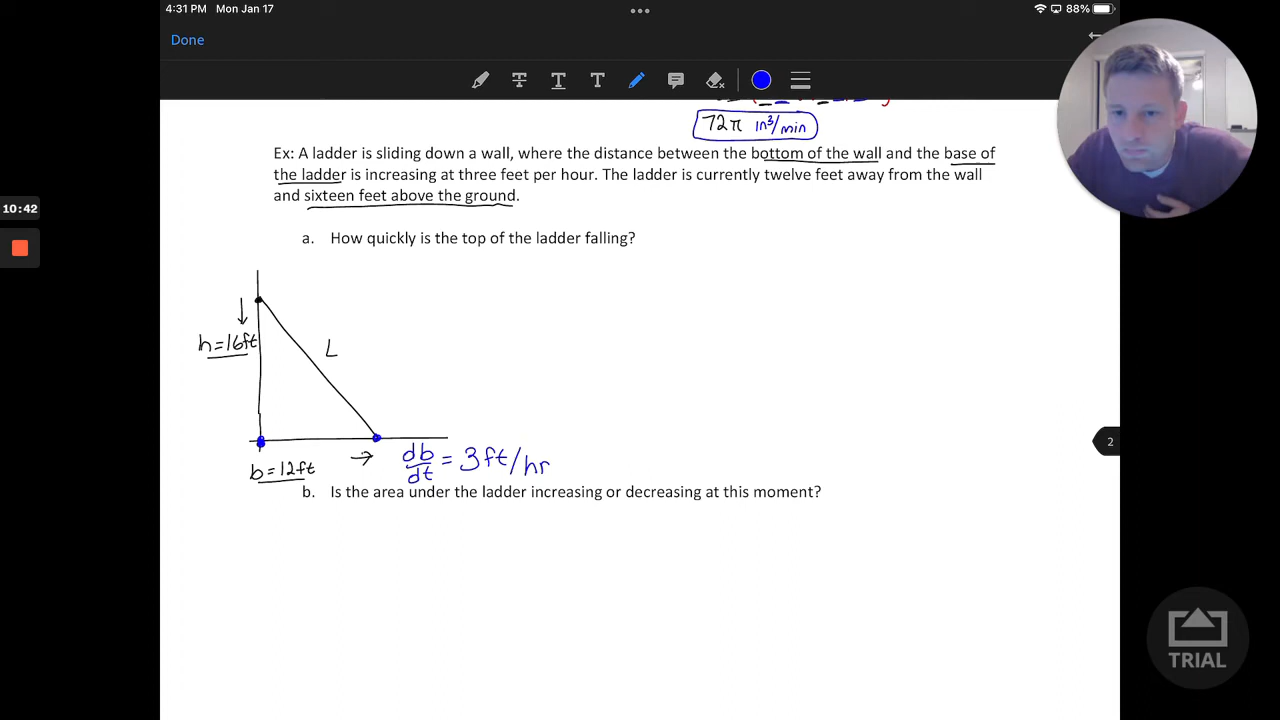 4:31 PM Mon Jan 17
88%
Done
T T T
10:42
72π in³/min
Ex: A ladder is sliding down a wall, where the distance between the bottom of the wall and the base of
the ladder is increasing at three feet per hour. The ladder is currently twelve feet away from the wall
and sixteen feet above the ground.
a. How quickly is the top of the ladder falling?
h=16ft
L
b=12ft
db/dt = 3ft/hr
2
b. Is the area under the ladder increasing or decreasing at this moment?
TRIAL